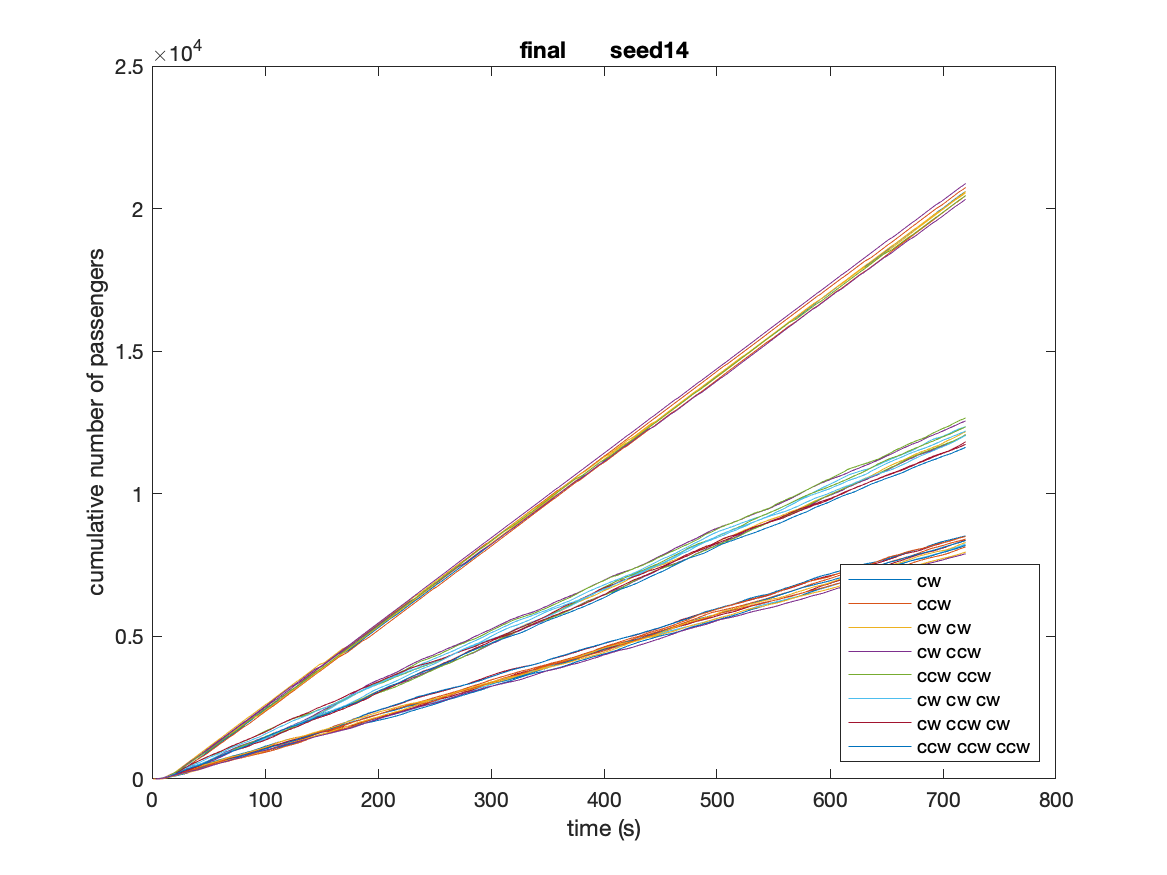 final seed14
×10⁴
2.5
2
1.5
1
0.5
0
cumulative number of passengers
0 100 200 300 400 500 600 700 800
time (s)
CW
CCW
CW CW
CW CCW
CCW CCW
CW CW CW
CW CCW CW
CCW CCW CCW